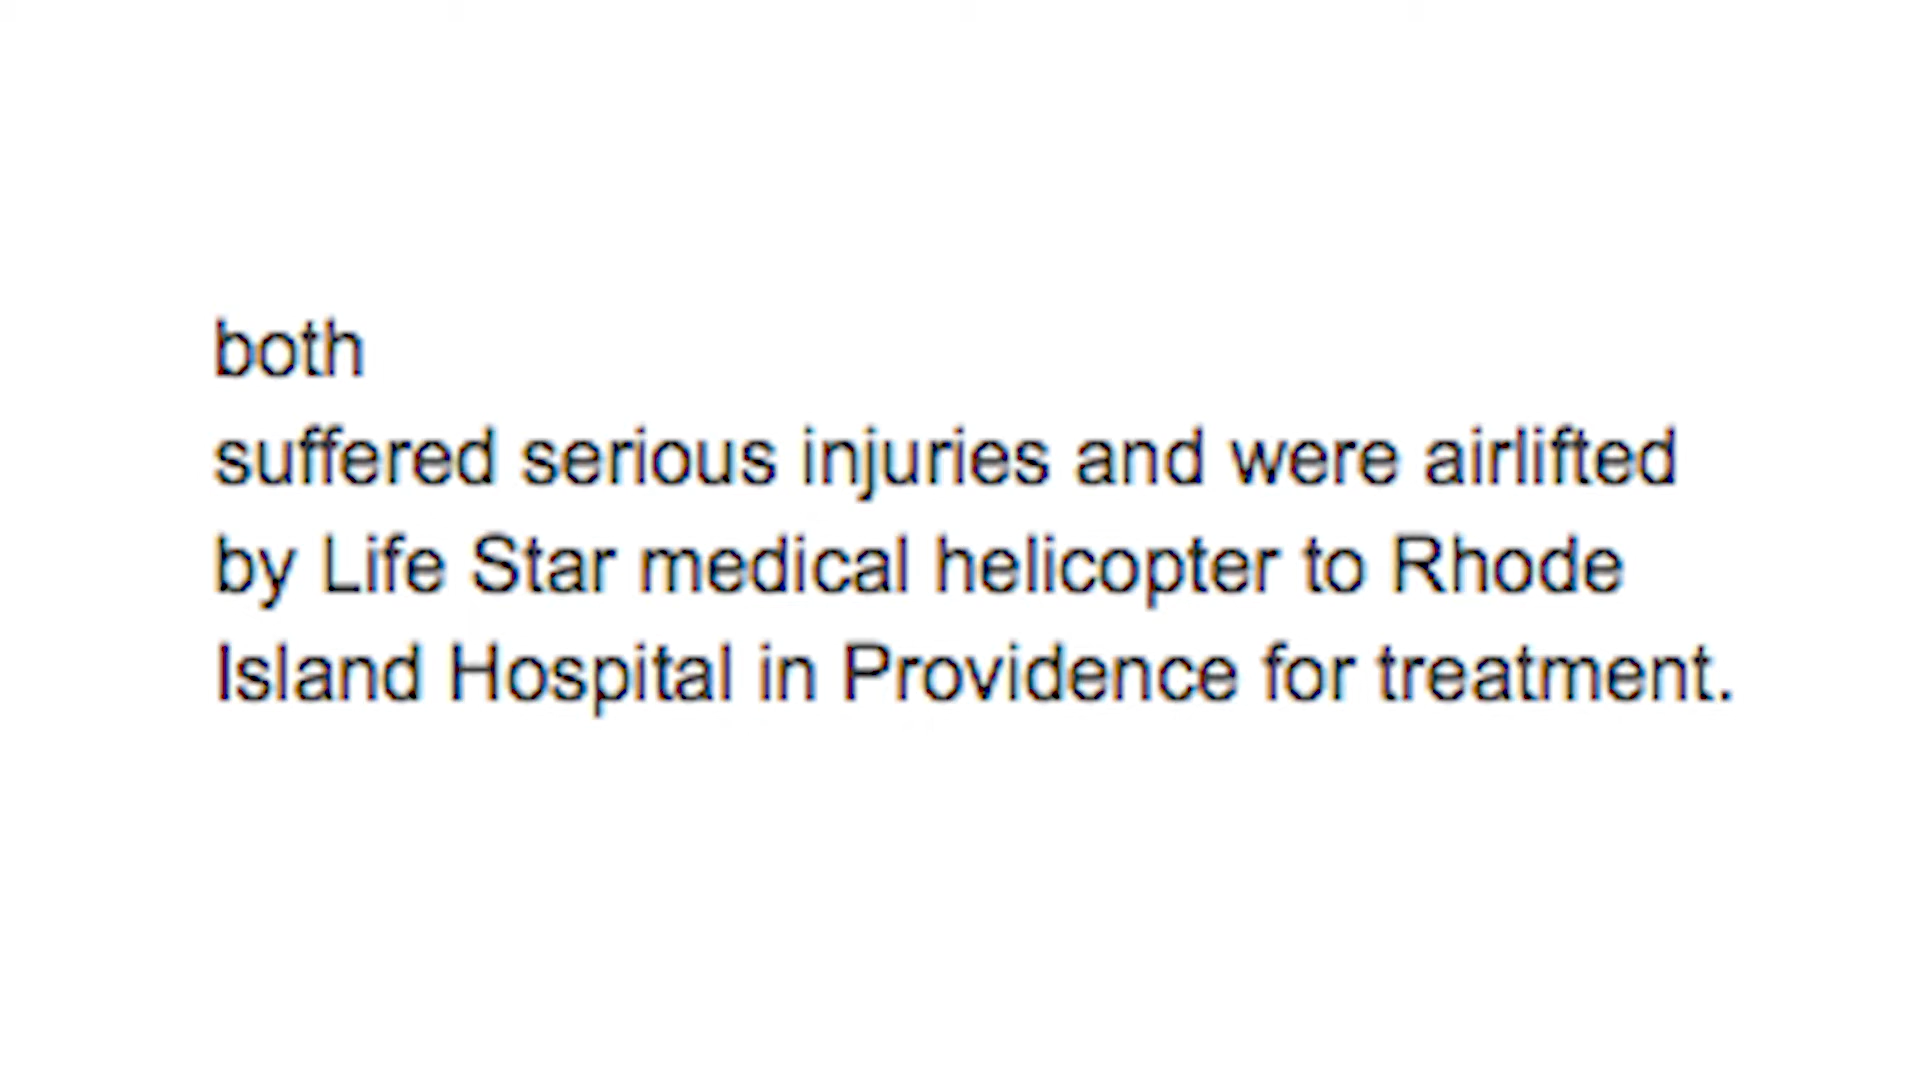 both
suffered serious injuries and were airlifted
by Life Star medical helicopter to Rhode
Island Hospital in Providence for treatment.